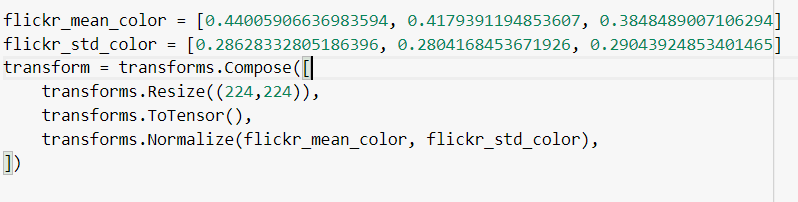 flickr_mean_color = [0.44005906636983594, 0.4179391194853607, 0.3848489007106294]
flickr_std_color = [0.28628332805186396, 0.2804168453671926, 0.29043924853401465]
transform = transforms.Compose([
    transforms.Resize((224,224)),
    transforms.ToTensor(),
    transforms.Normalize(flickr_mean_color, flickr_std_color),
])